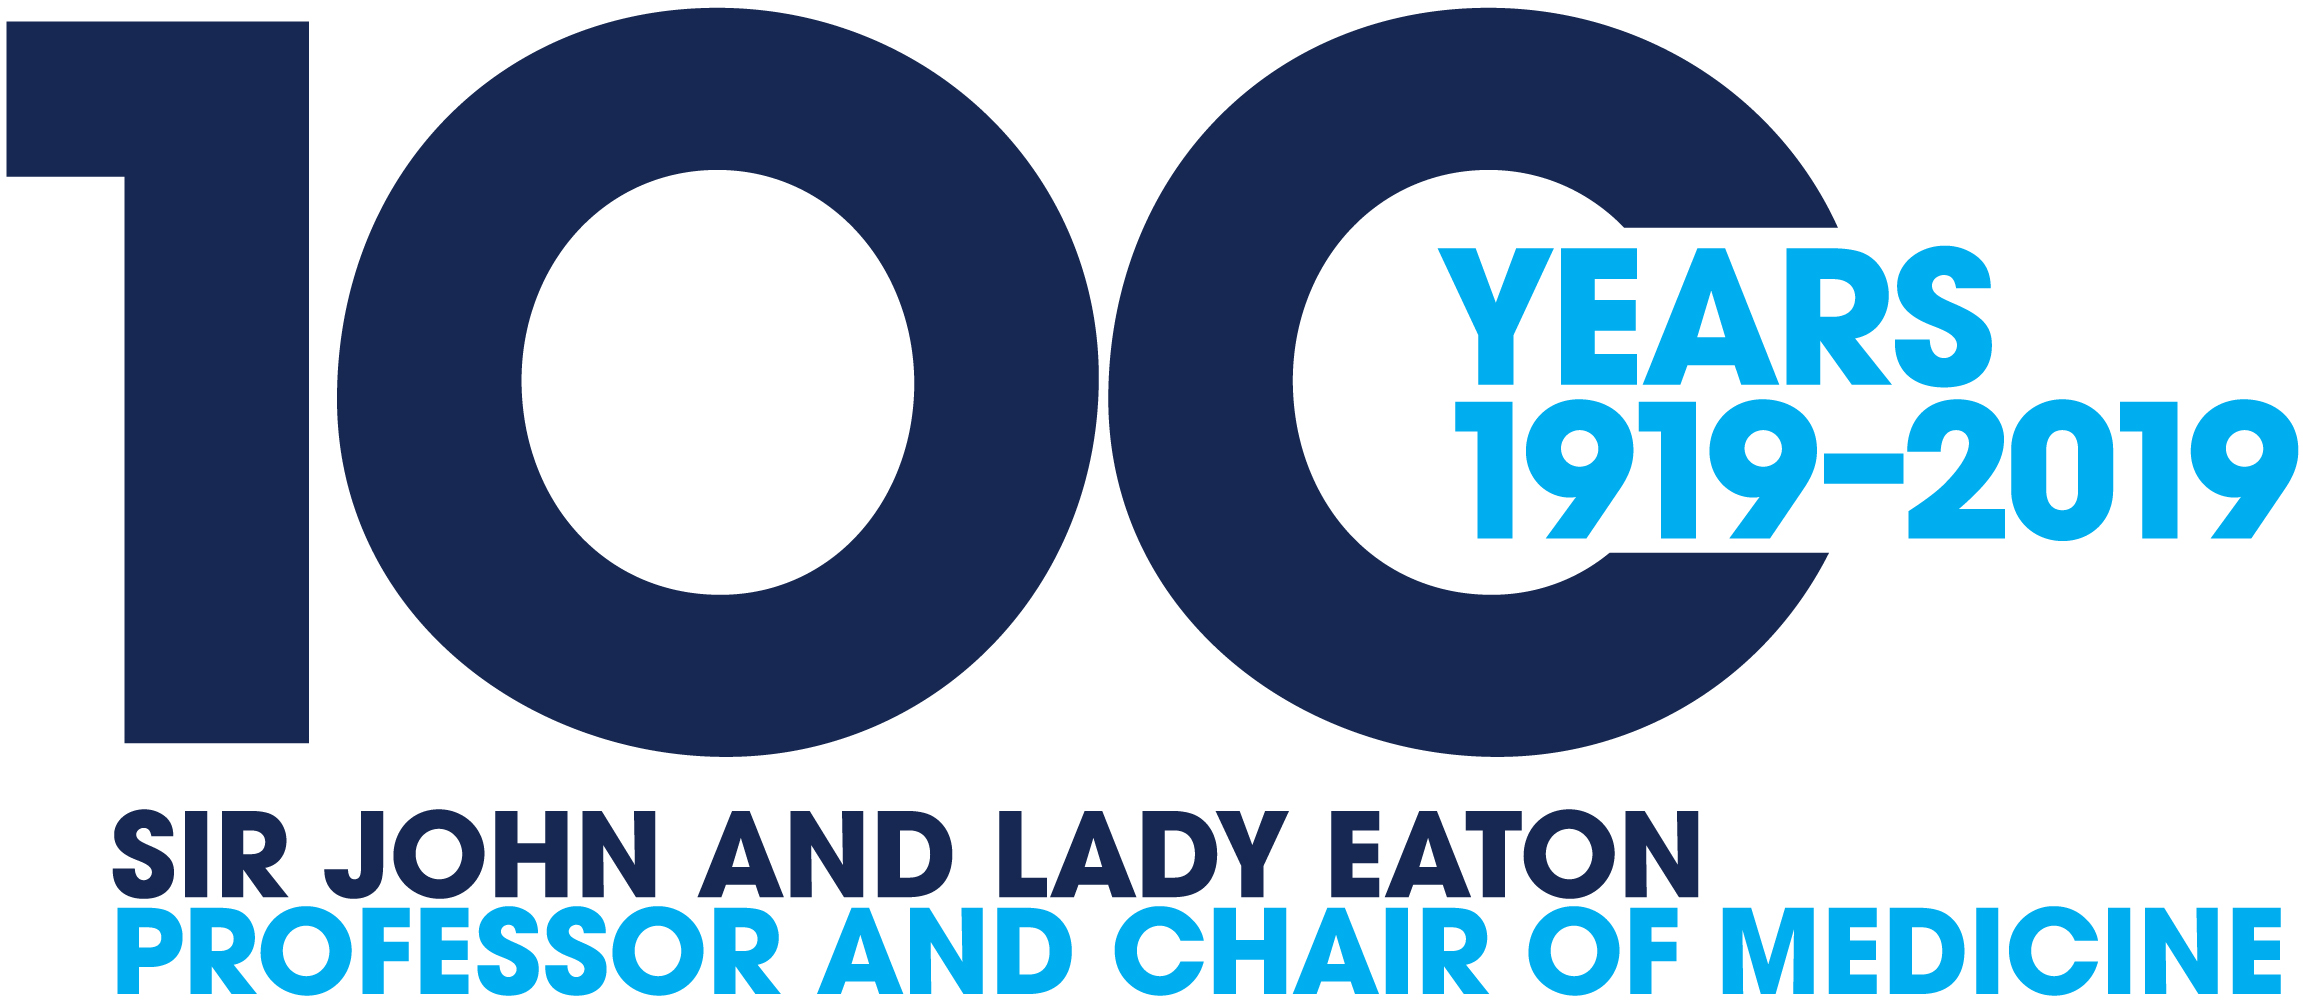 100
YEARS
1919–2019
SIR JOHN AND LADY EATON
PROFESSOR AND CHAIR OF MEDICINE